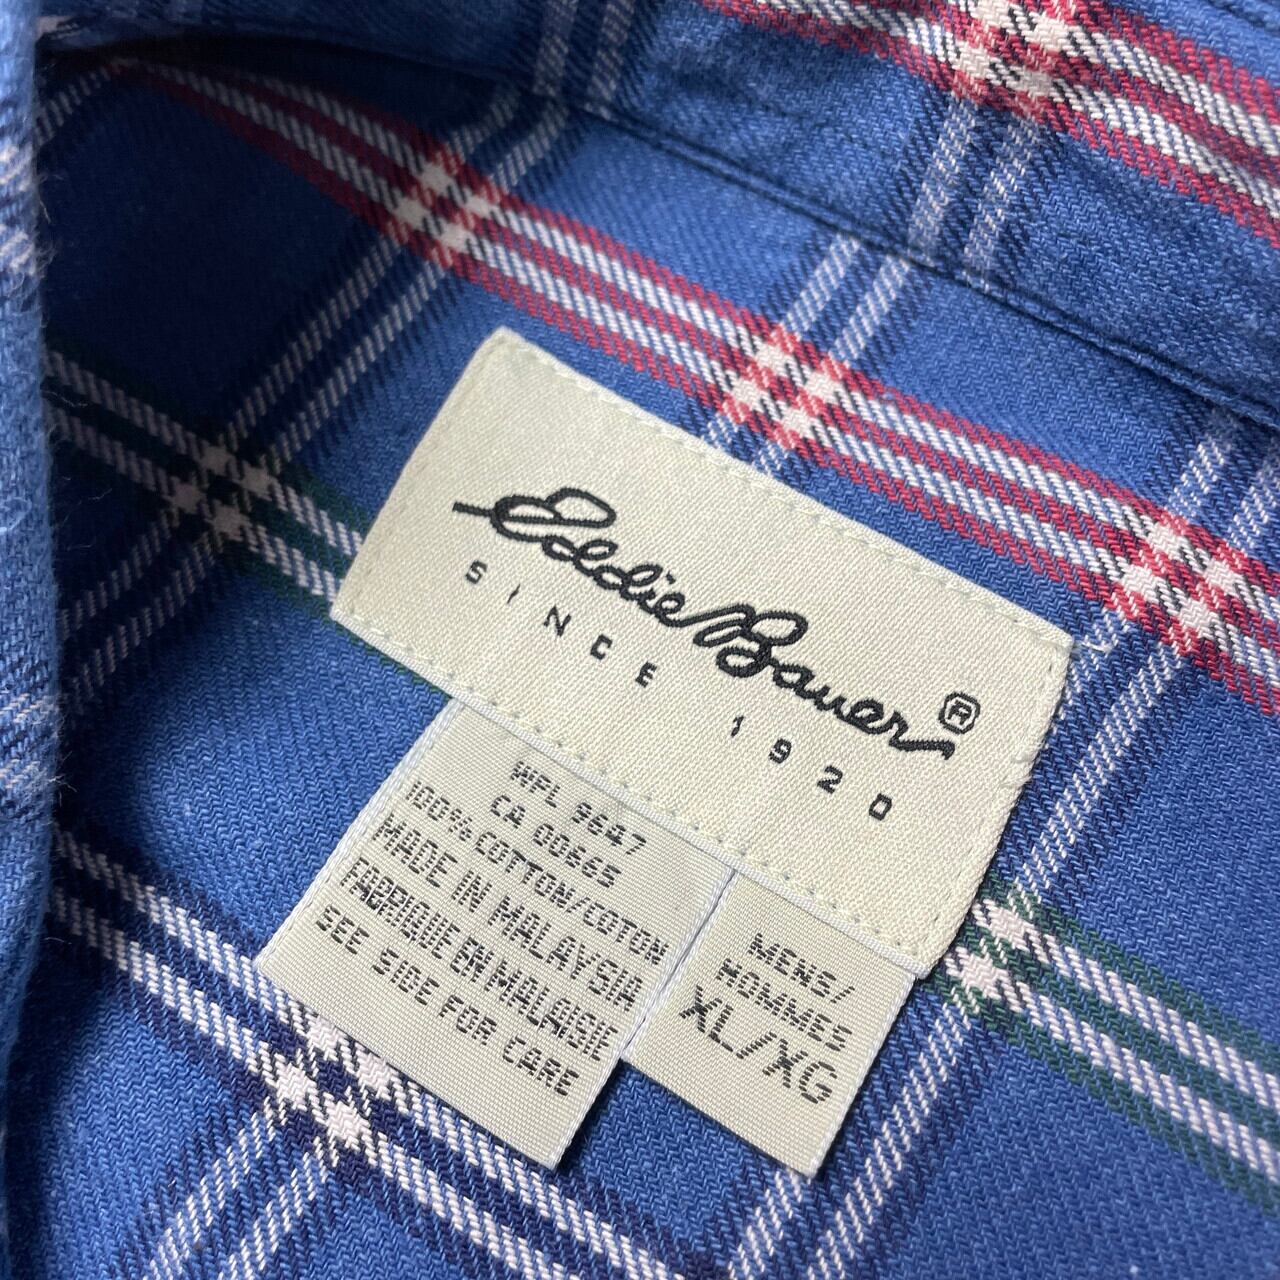 Eddie Bauer®
SINCE 1920
WPL 9647
CA 00665
100% COTTON/COTON
MADE IN MALAYSIA
FABRIQUE EN MALAISIE
SEE SIDE FOR CARE
MENS/
HOMMES
XL/XG